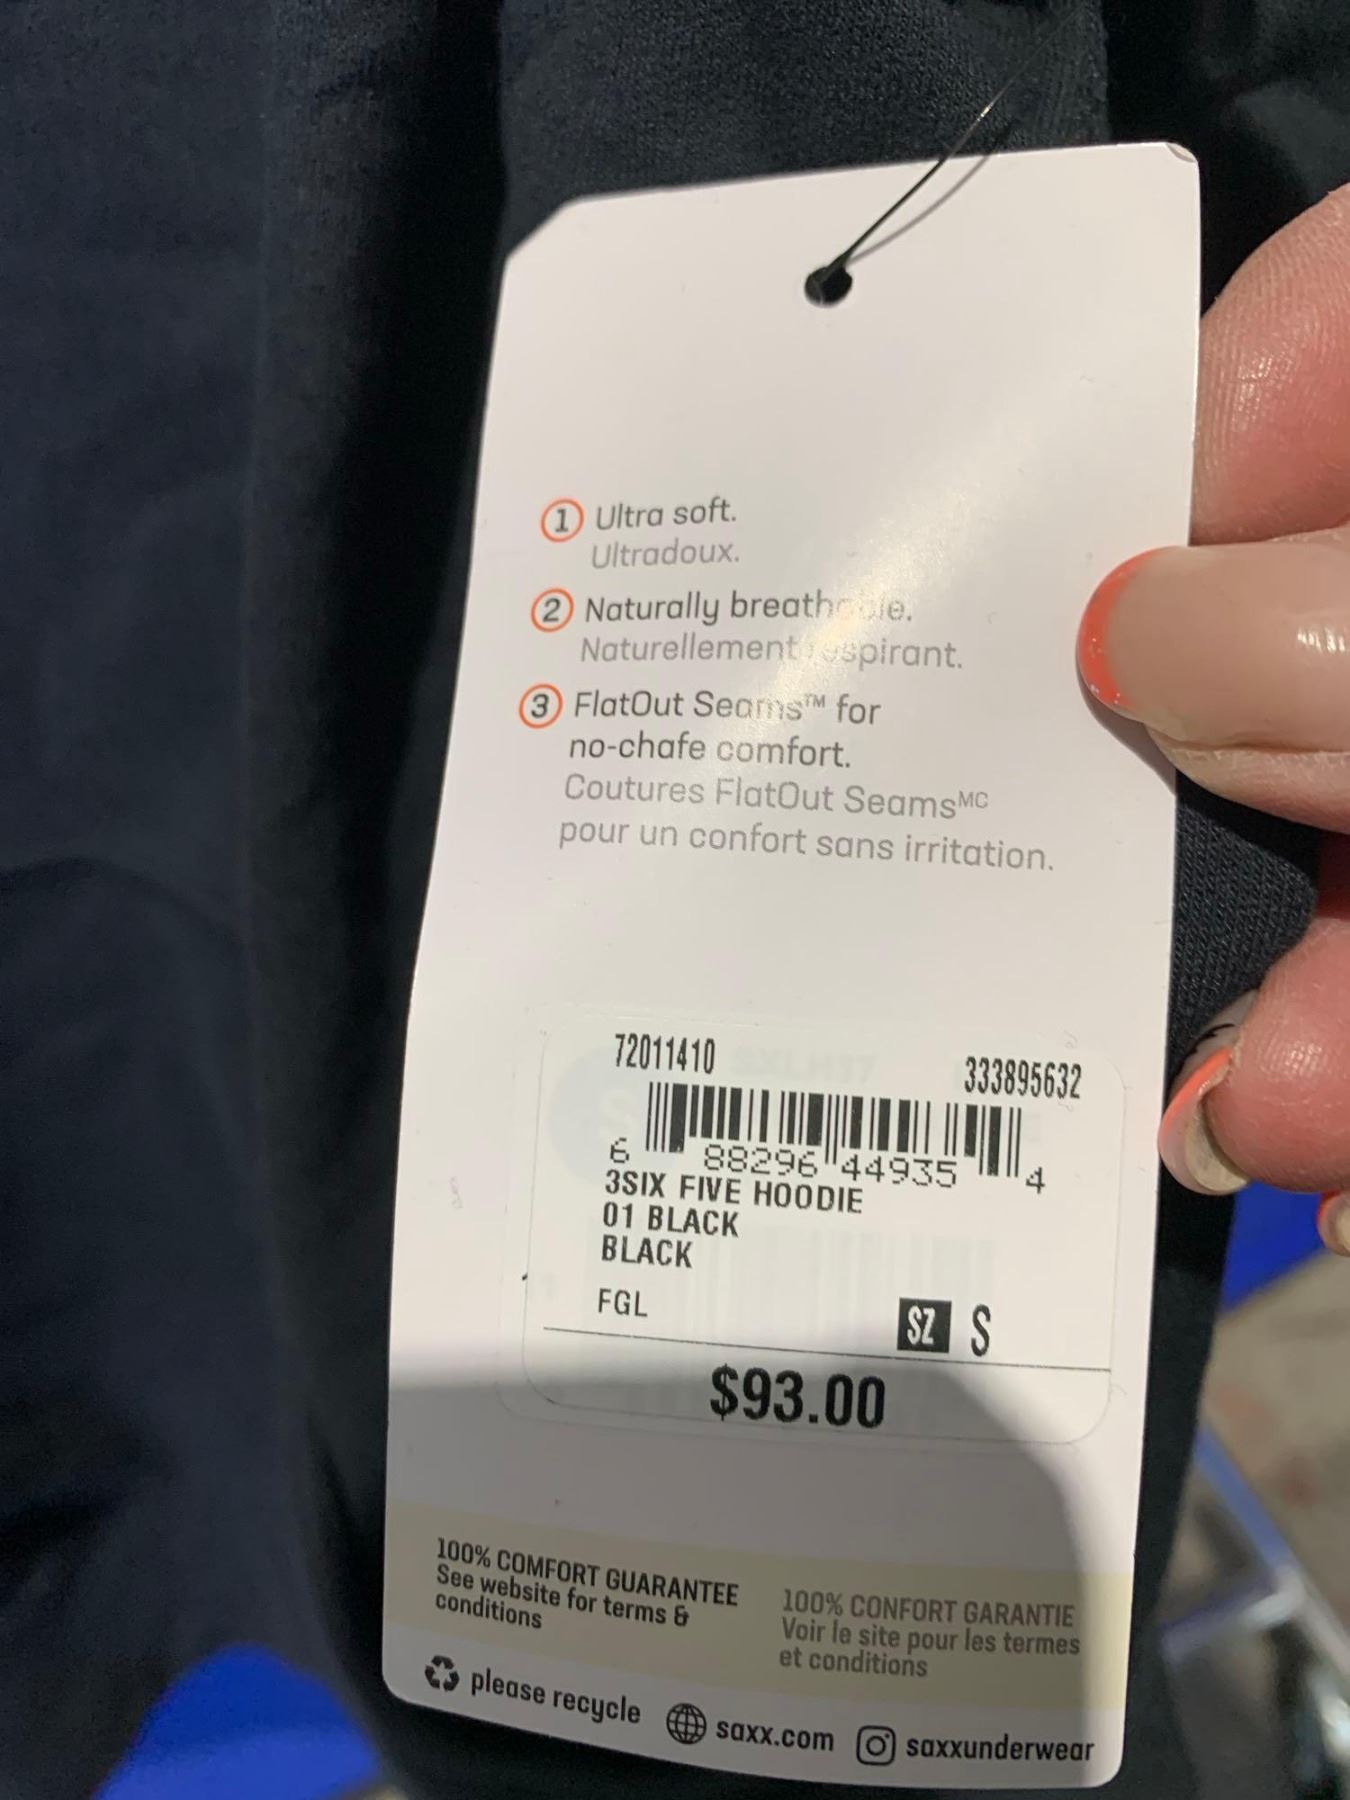 1 Ultra soft.
Ultradoux.
2 Naturally breathable.
Naturellement respirant.
3 FlatOut Seams™ for
no-chafe comfort.
Coutures FlatOut Seamsᴹᶜ
pour un confort sans irritation.
72011410 333895632
6 88296 44935 4
3SIX FIVE HOODIE
01 BLACK
BLACK
FGL SZ S
$93.00
100% COMFORT GUARANTEE
See website for terms &
conditions
100% CONFORT GARANTIE
Voir le site pour les termes
et conditions
please recycle saxx.com saxxunderwear